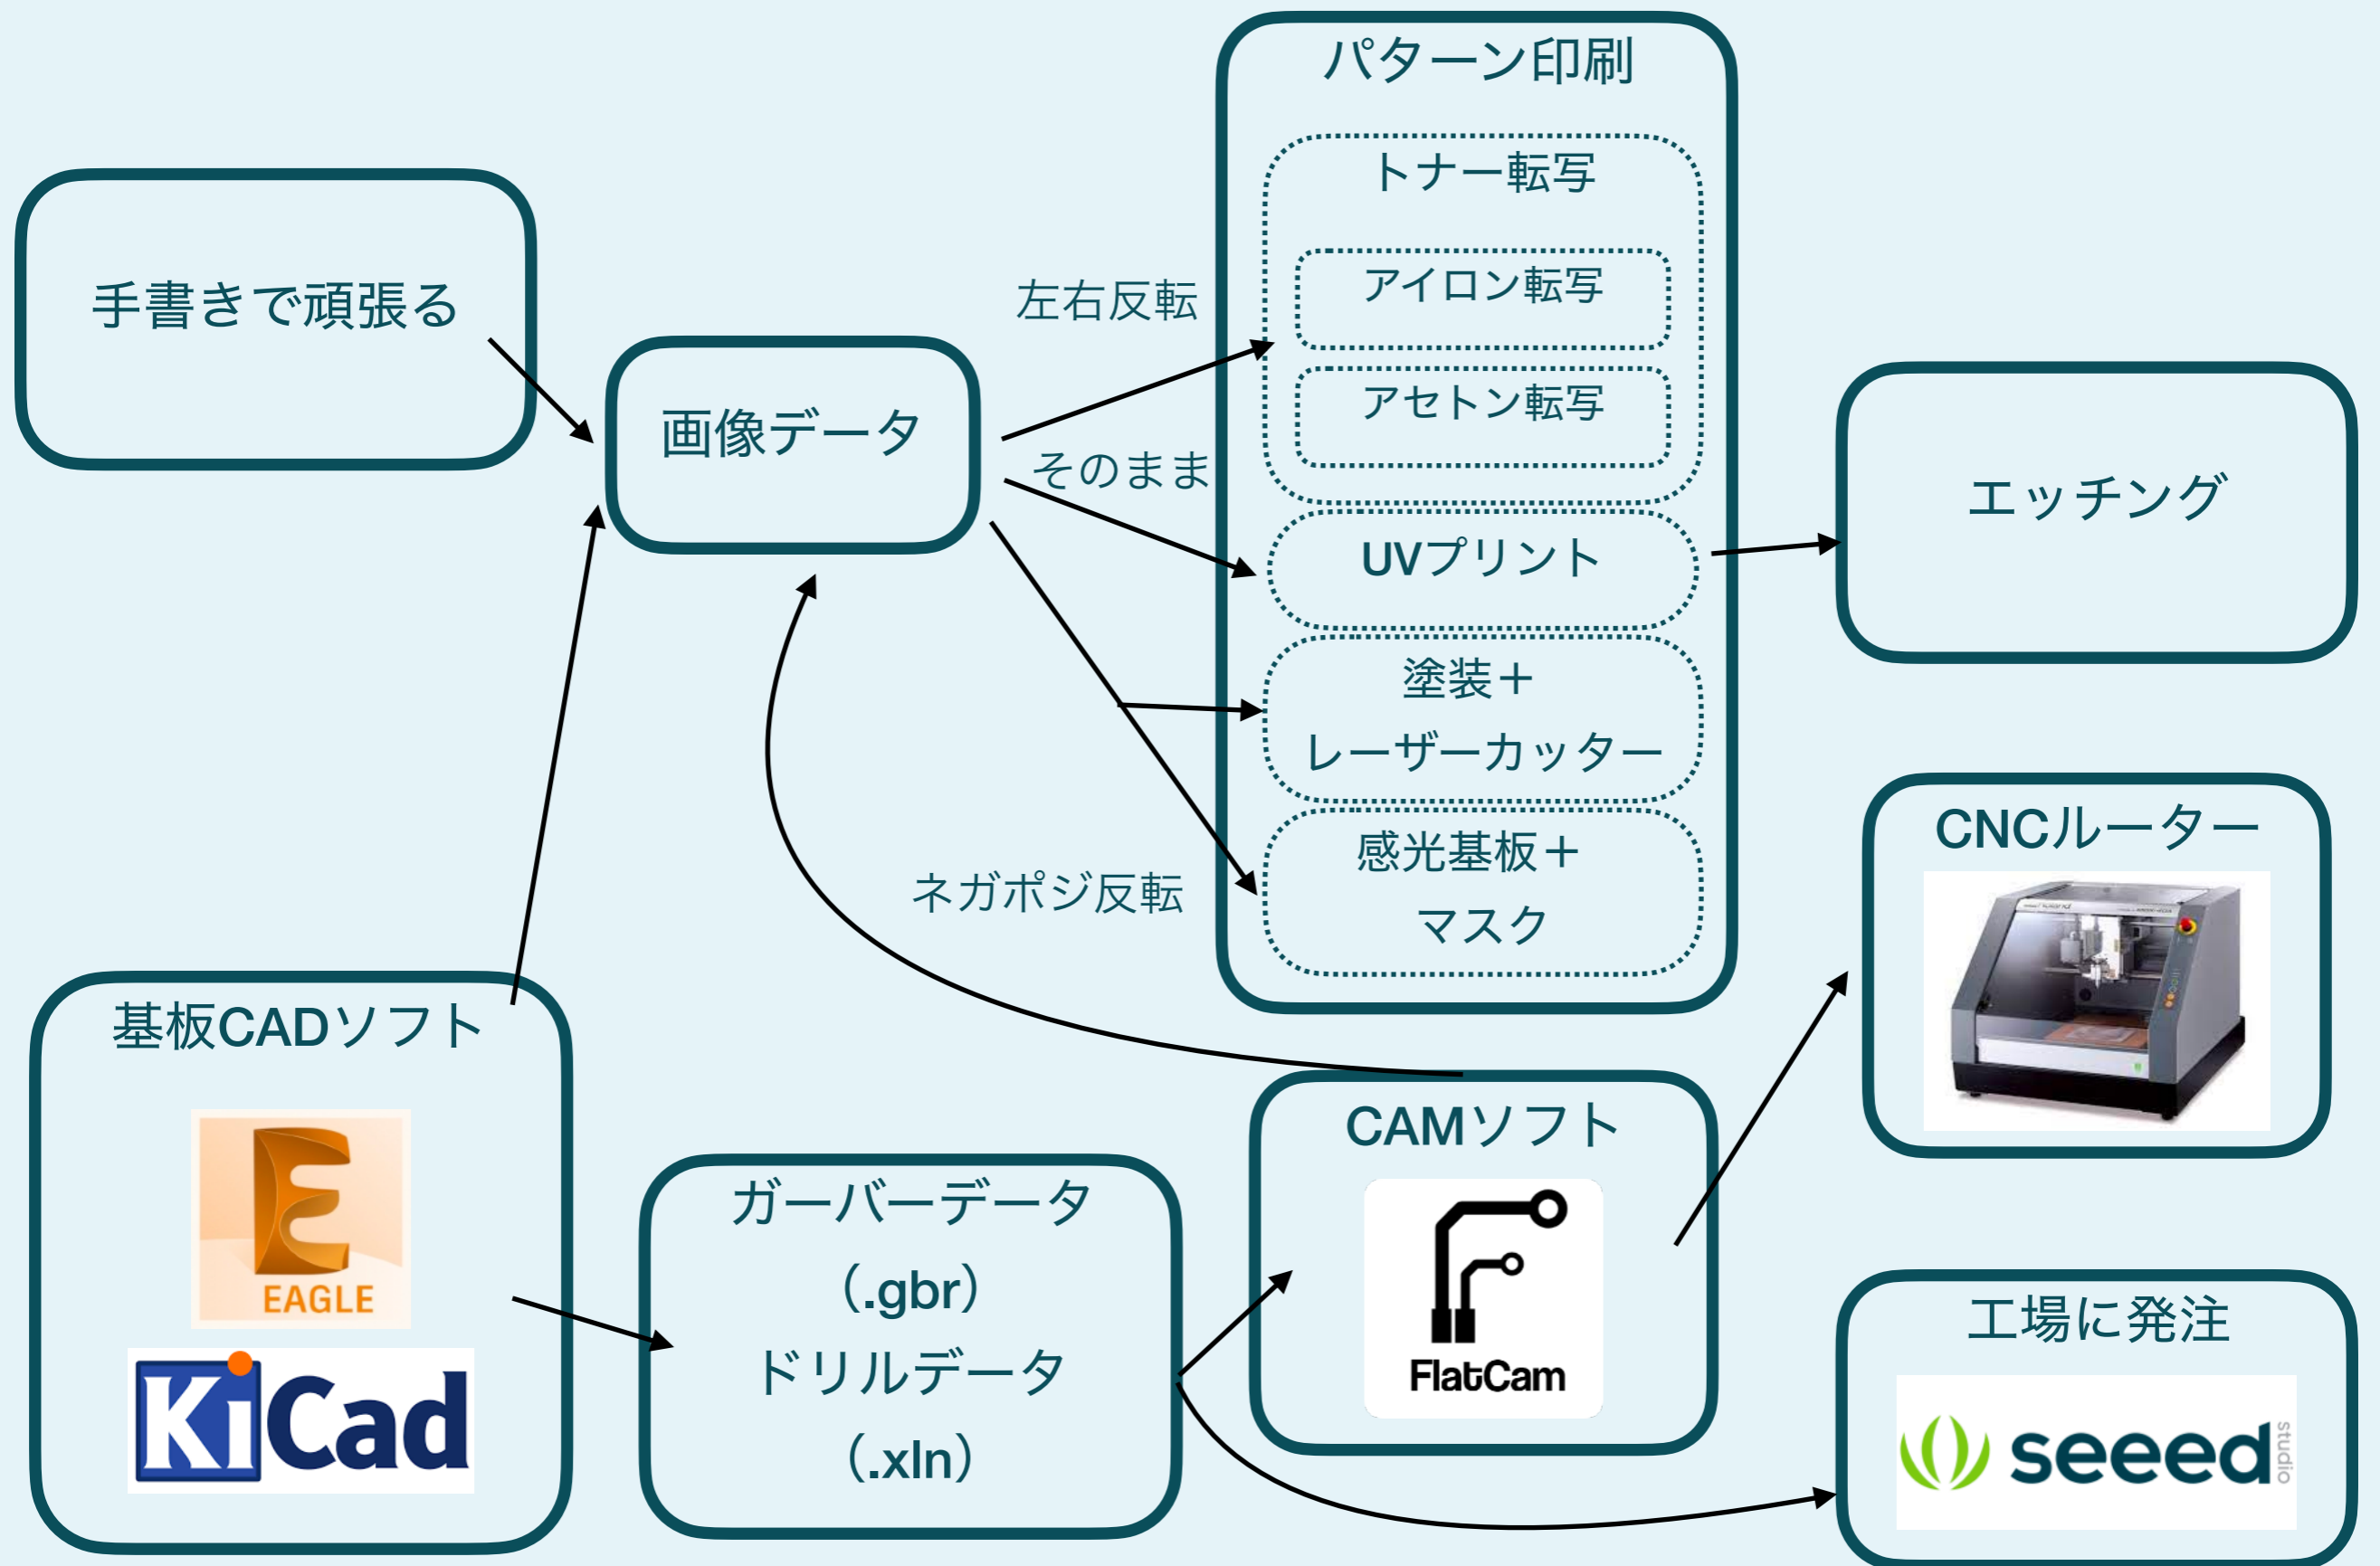 パターン印刷
トナー転写
アイロン転写
アセトン転写
UVプリント
塗装＋
レーザーカッター
感光基板＋
マスク
手書きで頑張る
画像データ
左右反転
そのまま
ネガポジ反転
エッチング
CNCルーター
基板CADソフト
EAGLE
KiCad
ガーバーデータ
（.gbr）
ドリルデータ
（.xln）
CAMソフト
FlatCam
工場に発注
seeed
studio